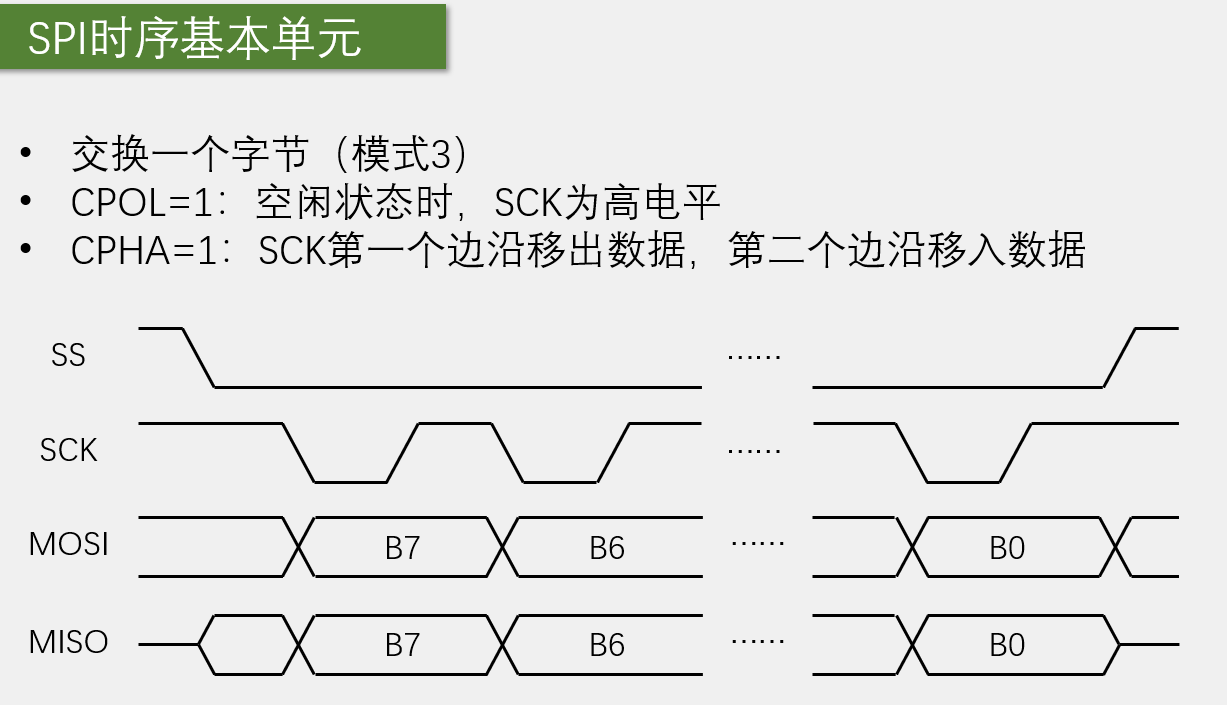 SPI时序基本单元
• 交换一个字节（模式3）
• CPOL=1：空闲状态时，SCK为高电平
• CPHA=1：SCK第一个边沿移出数据，第二个边沿移入数据
SS ……
SCK ……
MOSI B7 B6 …… B0
MISO B7 B6 …… B0